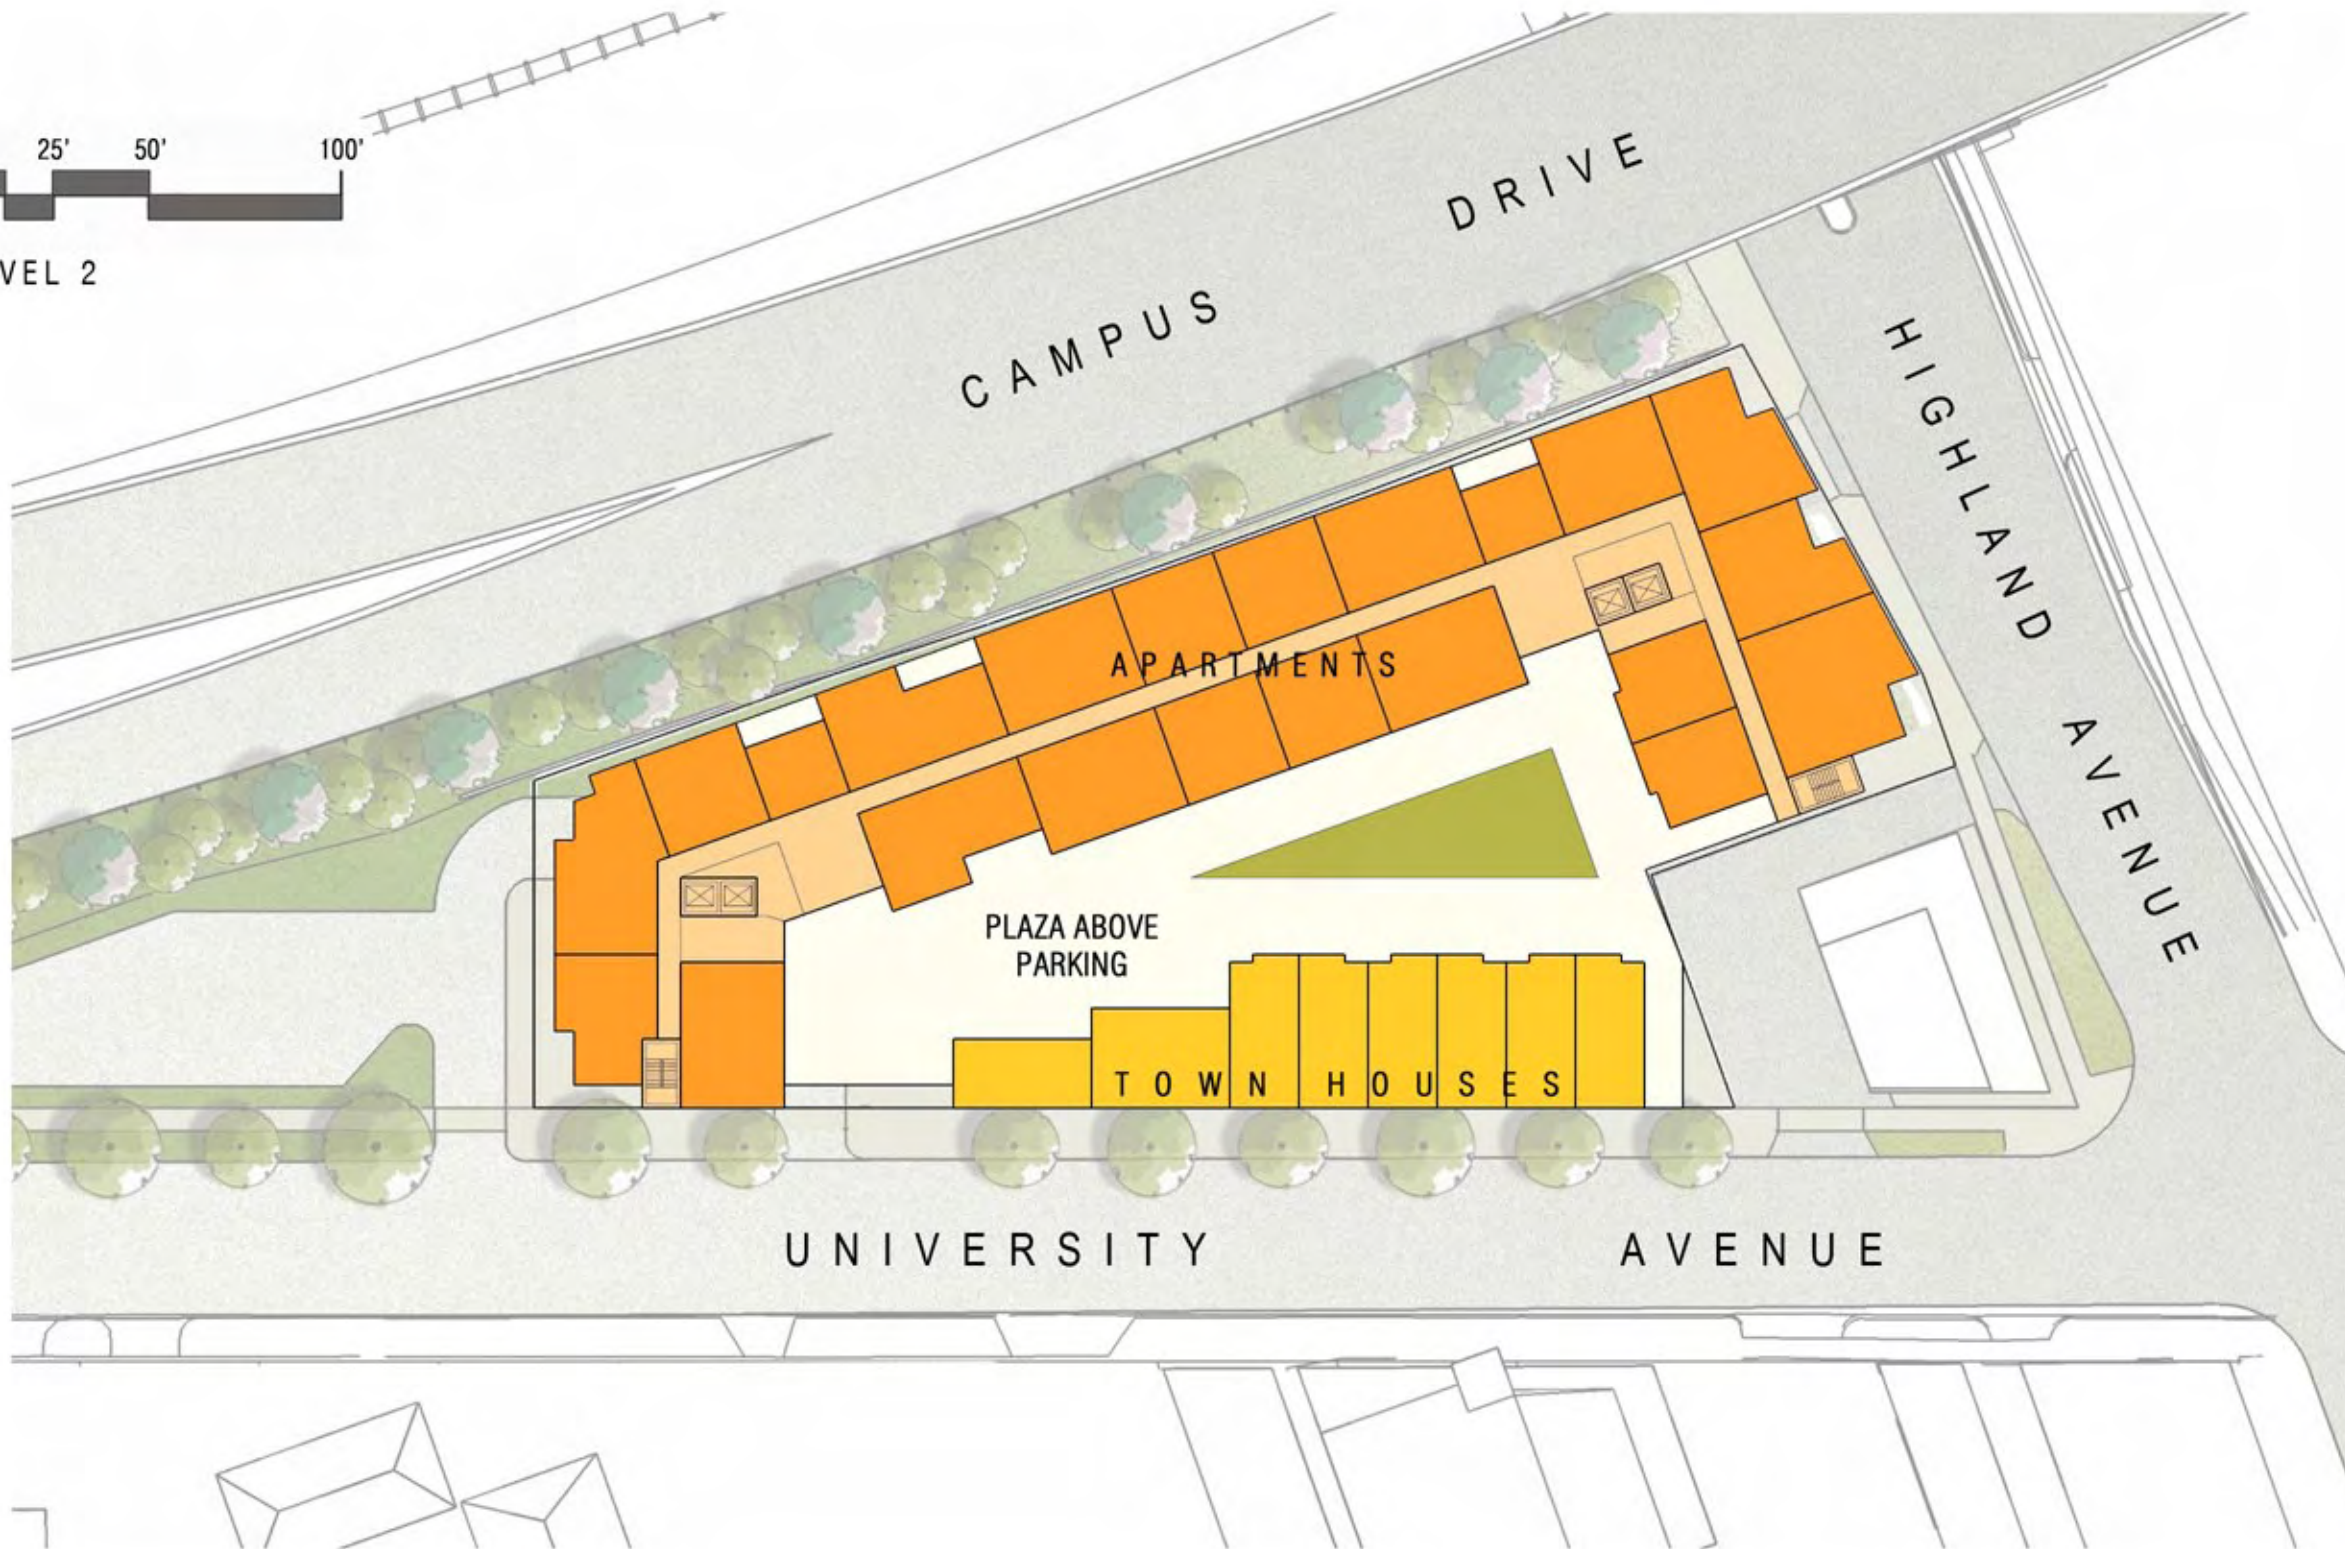 25' 50' 100'
VEL 2
CAMPUS DRIVE
HIGHLAND AVENUE
APARTMENTS
PLAZA ABOVE
PARKING
TOWN HOUSES
UNIVERSITY AVENUE